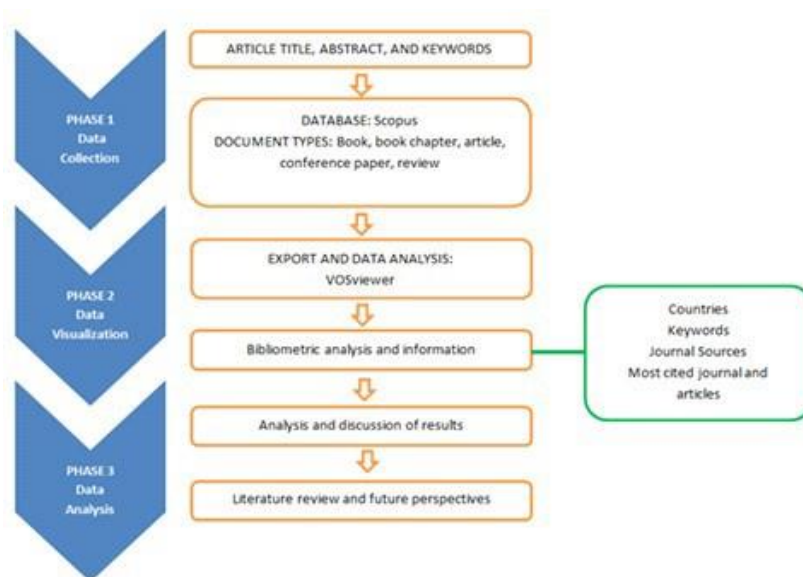 ARTICLE TITLE, ABSTRACT, AND KEYWORDS
PHASE 1
Data
Collection
DATABASE: Scopus
DOCUMENT TYPES: Book, book chapter, article,
conference paper, review
PHASE 2
Data
Visualization
EXPORT AND DATA ANALYSIS:
VOSviewer
Bibliometric analysis and information
Countries
Keywords
Journal Sources
Most cited journal and
articles
PHASE 3
Data
Analysis
Analysis and discussion of results
Literature review and future perspectives